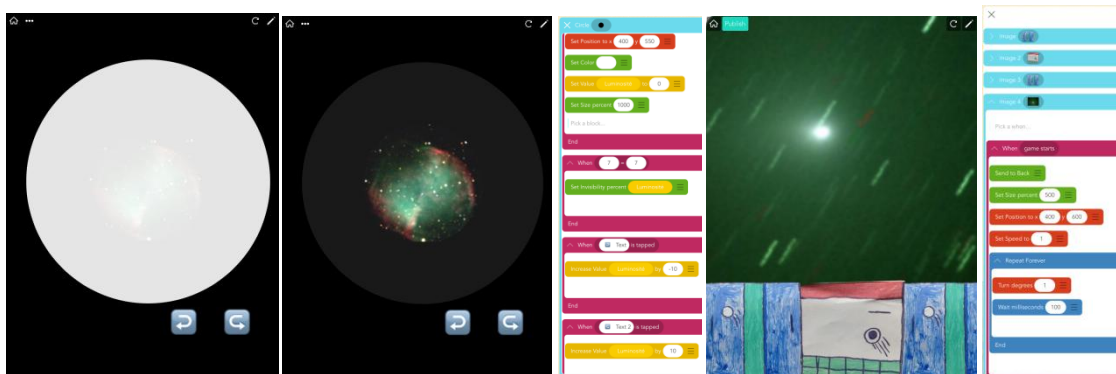 Circle
Set Position to x 400 y 550
Set Color
Set Value Luminosité to 0
Set Size percent 1000
Pick a block...
End
When 7 = 7
Set Invisibility percent Luminosité
End
When Text is tapped
Increase Value Luminosité by -10
End
When Text 2 is tapped
Increase Value Luminosité by 10
Publish
Image
Image 2
Image 3
Image 4
Pick a when...
When game starts
Send to Back
Set Size percent 500
Set Position to x 400 y 600
Set Speed to 1
Repeat Forever
Turn degrees 1
Wait milliseconds 100
End